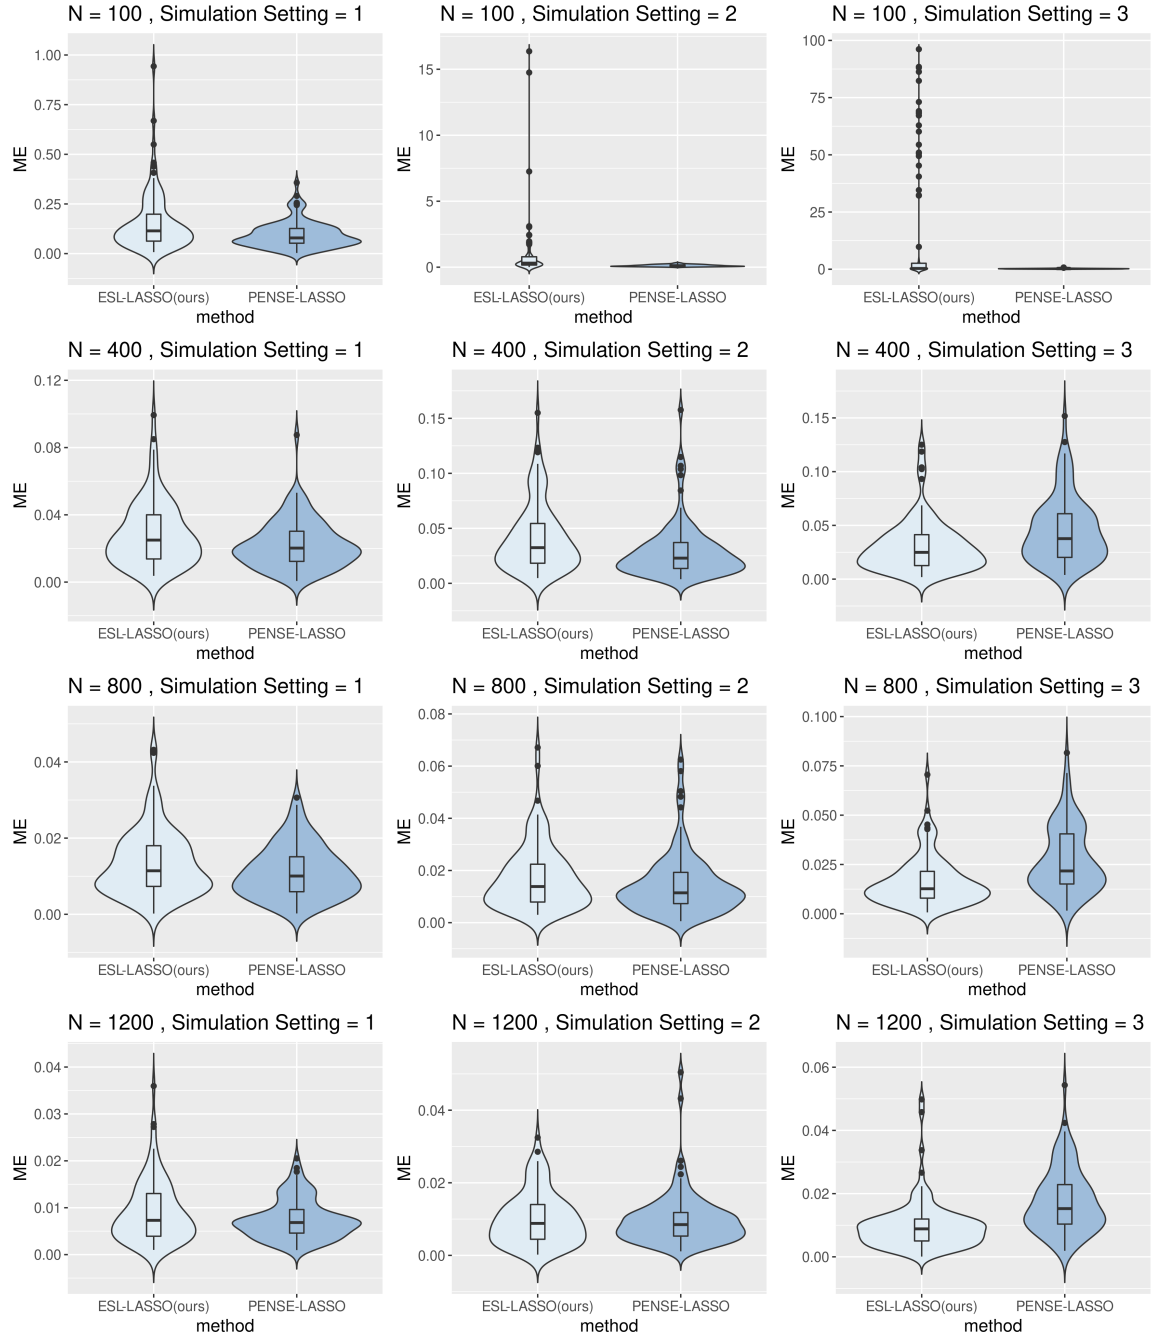 N = 100 , Simulation Setting = 1
1.00
0.75
0.50
0.25
0.00
ME
ESL-LASSO(ours) PENSE-LASSO
method
N = 100 , Simulation Setting = 2
15
10
5
0
ME
ESL-LASSO(ours) PENSE-LASSO
method
N = 100 , Simulation Setting = 3
100
75
50
25
0
ME
ESL-LASSO(ours) PENSE-LASSO
method
N = 400 , Simulation Setting = 1
0.12
0.08
0.04
0.00
ME
ESL-LASSO(ours) PENSE-LASSO
method
N = 400 , Simulation Setting = 2
0.15
0.10
0.05
0.00
ME
ESL-LASSO(ours) PENSE-LASSO
method
N = 400 , Simulation Setting = 3
0.15
0.10
0.05
0.00
ME
ESL-LASSO(ours) PENSE-LASSO
method
N = 800 , Simulation Setting = 1
0.04
0.02
0.00
ME
ESL-LASSO(ours) PENSE-LASSO
method
N = 800 , Simulation Setting = 2
0.08
0.06
0.04
0.02
0.00
ME
ESL-LASSO(ours) PENSE-LASSO
method
N = 800 , Simulation Setting = 3
0.100
0.075
0.050
0.025
0.000
ME
ESL-LASSO(ours) PENSE-LASSO
method
N = 1200 , Simulation Setting = 1
0.04
0.03
0.02
0.01
0.00
ME
ESL-LASSO(ours) PENSE-LASSO
method
N = 1200 , Simulation Setting = 2
0.04
0.02
0.00
ME
ESL-LASSO(ours) PENSE-LASSO
method
N = 1200 , Simulation Setting = 3
0.06
0.04
0.02
0.00
ME
ESL-LASSO(ours) PENSE-LASSO
method